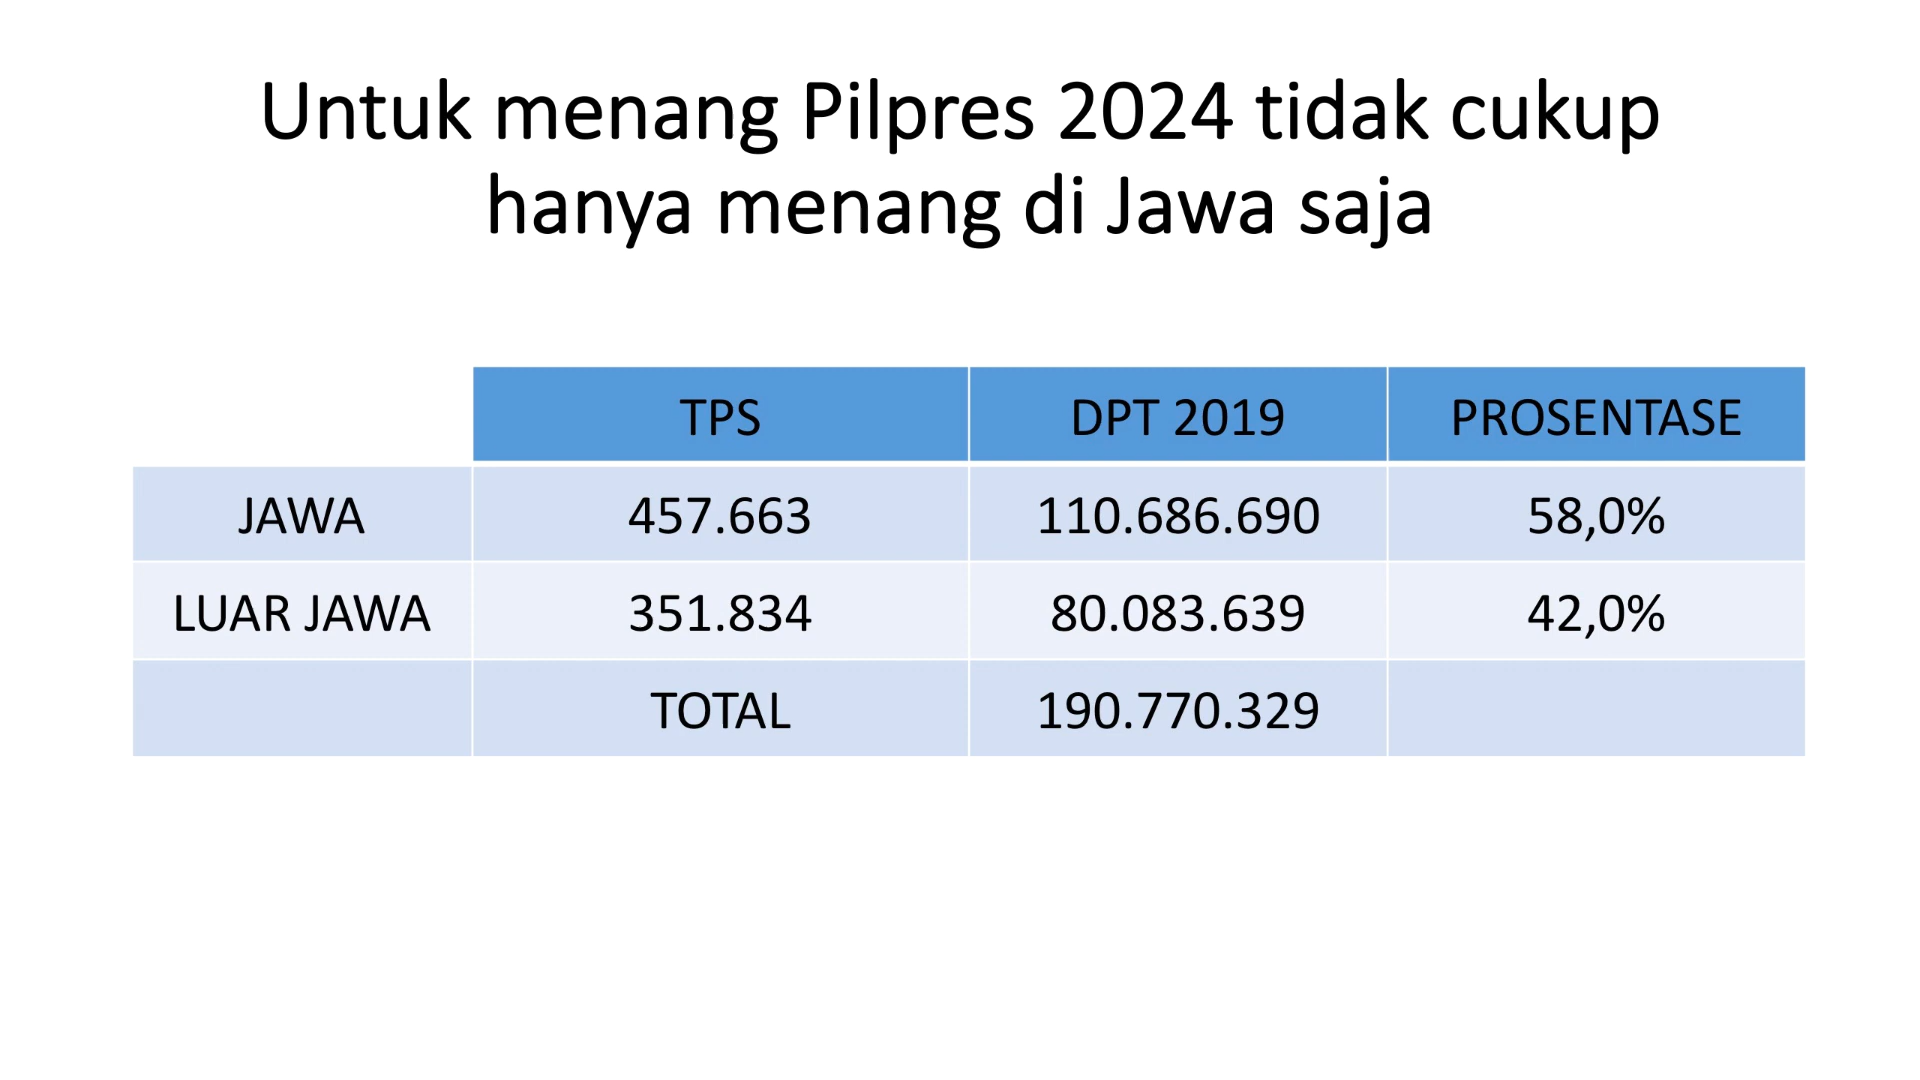 Untuk menang Pilpres 2024 tidak cukup
hanya menang di Jawa saja
TPS DPT 2019 PROSENTASE
JAWA 457.663 110.686.690 58,0%
LUAR JAWA 351.834 80.083.639 42,0%
TOTAL 190.770.329